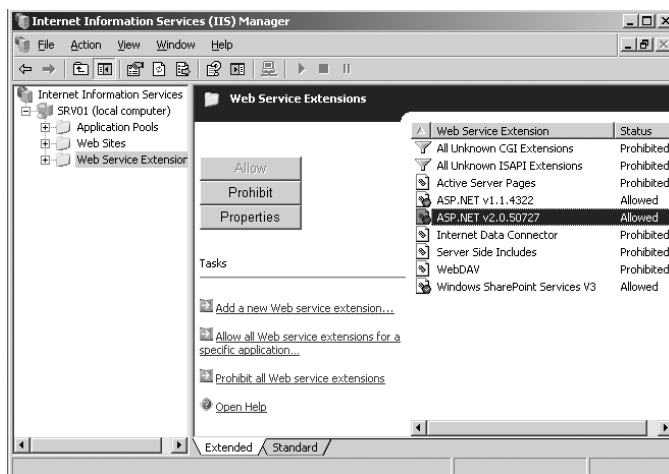 Internet Information Services (IIS) Manager
File Action View Window Help
Internet Information Services
SRV01 (local computer)
Application Pools
Web Sites
Web Service Extension
Web Service Extensions
Allow
Prohibit
Properties
Tasks
Add a new Web service extension...
Allow all Web service extensions for a
specific application...
Prohibit all Web service extensions
Open Help
Web Service Extension Status
All Unknown CGI Extensions Prohibited
All Unknown ISAPI Extensions Prohibited
Active Server Pages Prohibited
ASP.NET v1.1.4322 Allowed
ASP.NET v2.0.50727 Allowed
Internet Data Connector Prohibited
Server Side Includes Prohibited
WebDAV Prohibited
Windows SharePoint Services V3 Allowed
Extended Standard